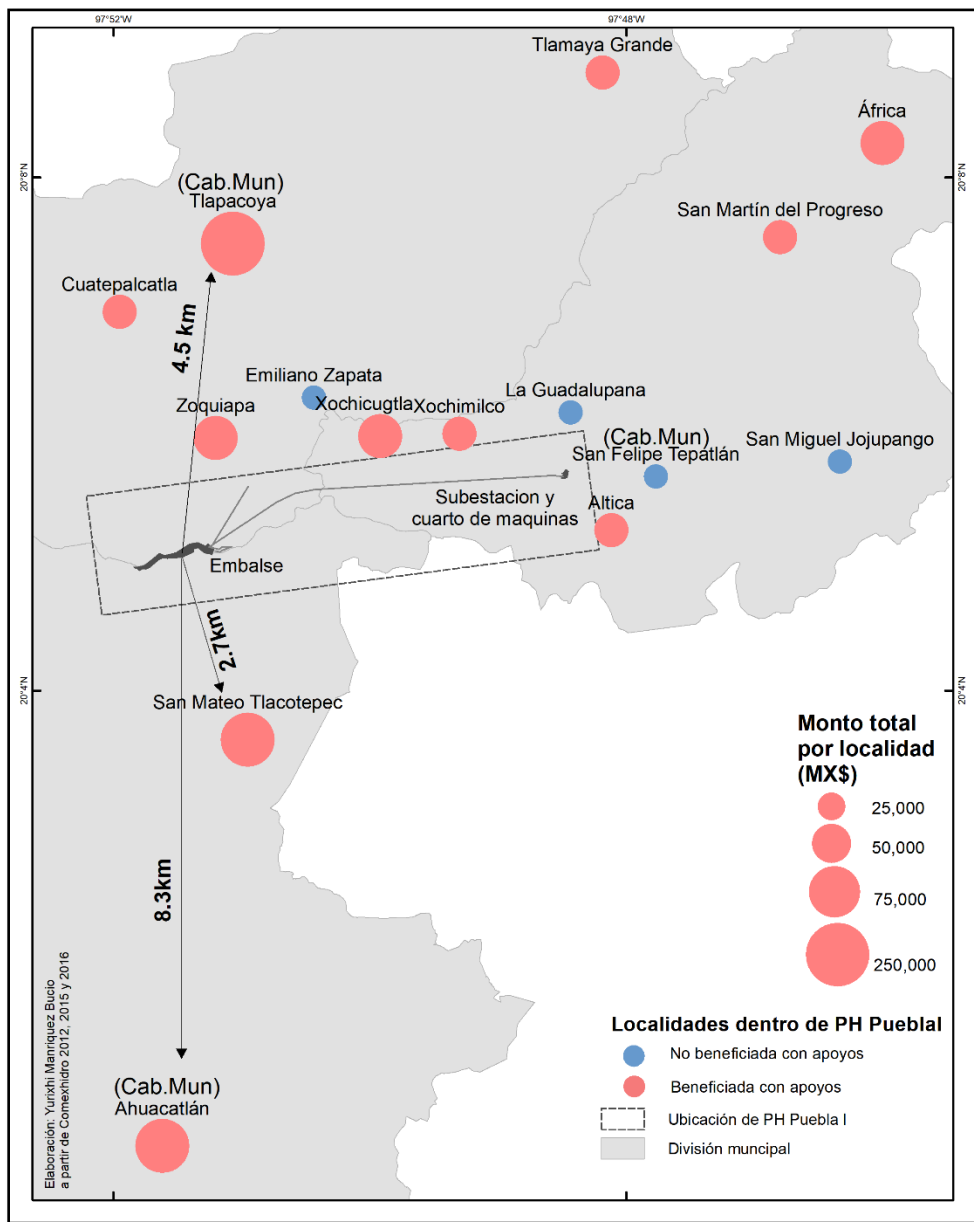 97°52'W
97°48'W
Tlamaya Grande
África
20°8'N
20°8'N
(Cab.Mun)
Tlapacoya
San Martín del Progreso
Cuatepalcatla
4.5 km
Emiliano Zapata
La Guadalupana
Zoquiapa
Xochicugtla
Xochimilco
(Cab.Mun)
San Felipe Tepatlán
San Miguel Jojupango
Subestacion y
cuarto de maquinas
Altica
Embalse
2.7km
20°4'N
20°4'N
San Mateo Tlacotepec
Monto total
por localidad
(MX$)
25,000
50,000
75,000
250,000
8.3km
Localidades dentro de PH PueblaI
No beneficiada con apoyos
Beneficiada con apoyos
Ubicación de PH Puebla I
División muncipal
(Cab.Mun)
Ahuacatlán
Elaboración: Yurixhi Manriquez Bucio
a partir de Comexhidro 2012, 2015 y 2016